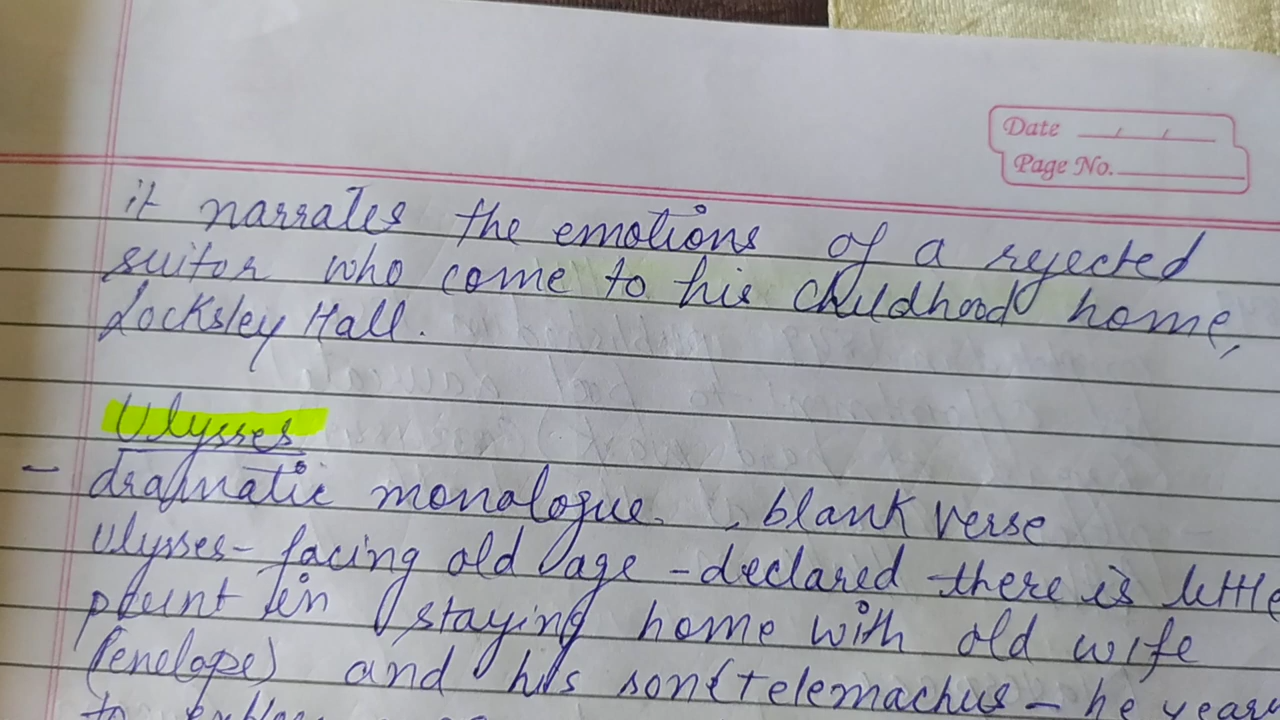 Date / /
Page No.
it narrates the emotions of a rejected
suitor who come to his childhood home,
Locksley Hall.
Ulysses
- dramatic monologue. , blank verse
Ulysses - facing old age - declared there is little
point in staying home with old wife
(Penelope) and his son (telemachus - he years
to